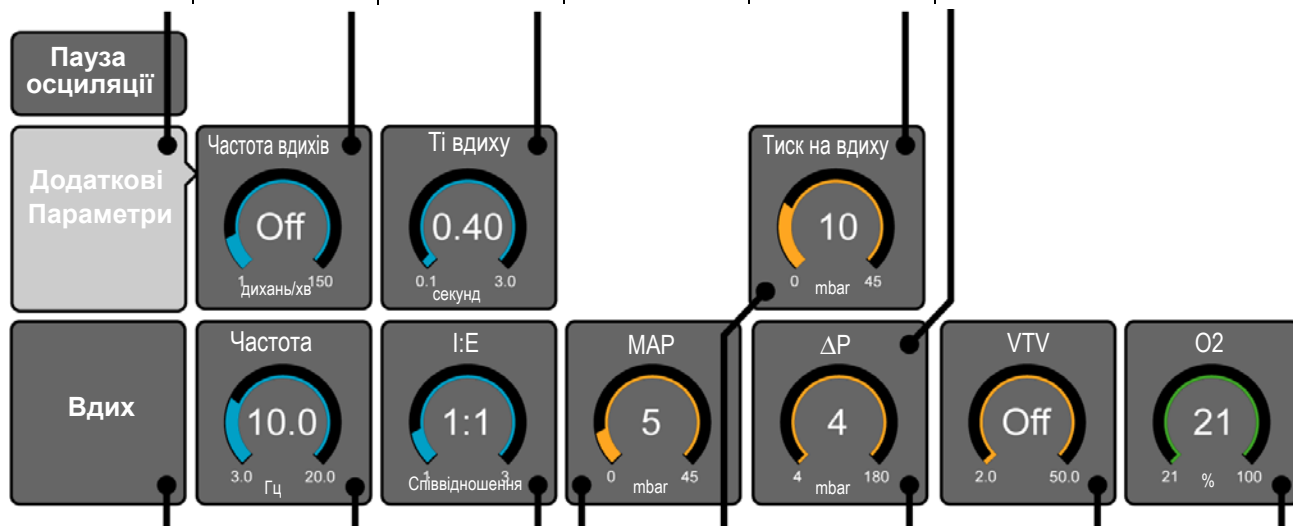 Пауза
осциляції
Додаткові
Параметри
Частота вдихів
Off
1 150
дихань/хв
Ti вдиху
0.40
0.1 3.0
секунд
Тиск на вдиху
10
0 mbar 45
Вдих
Частота
10.0
3.0 Гц 20.0
I:E
1:1
1 3
Співвідношення
MAP
5
0 mbar 45
ΔP
4
4 mbar 180
VTV
Off
2.0 50.0
O2
21
21 % 100